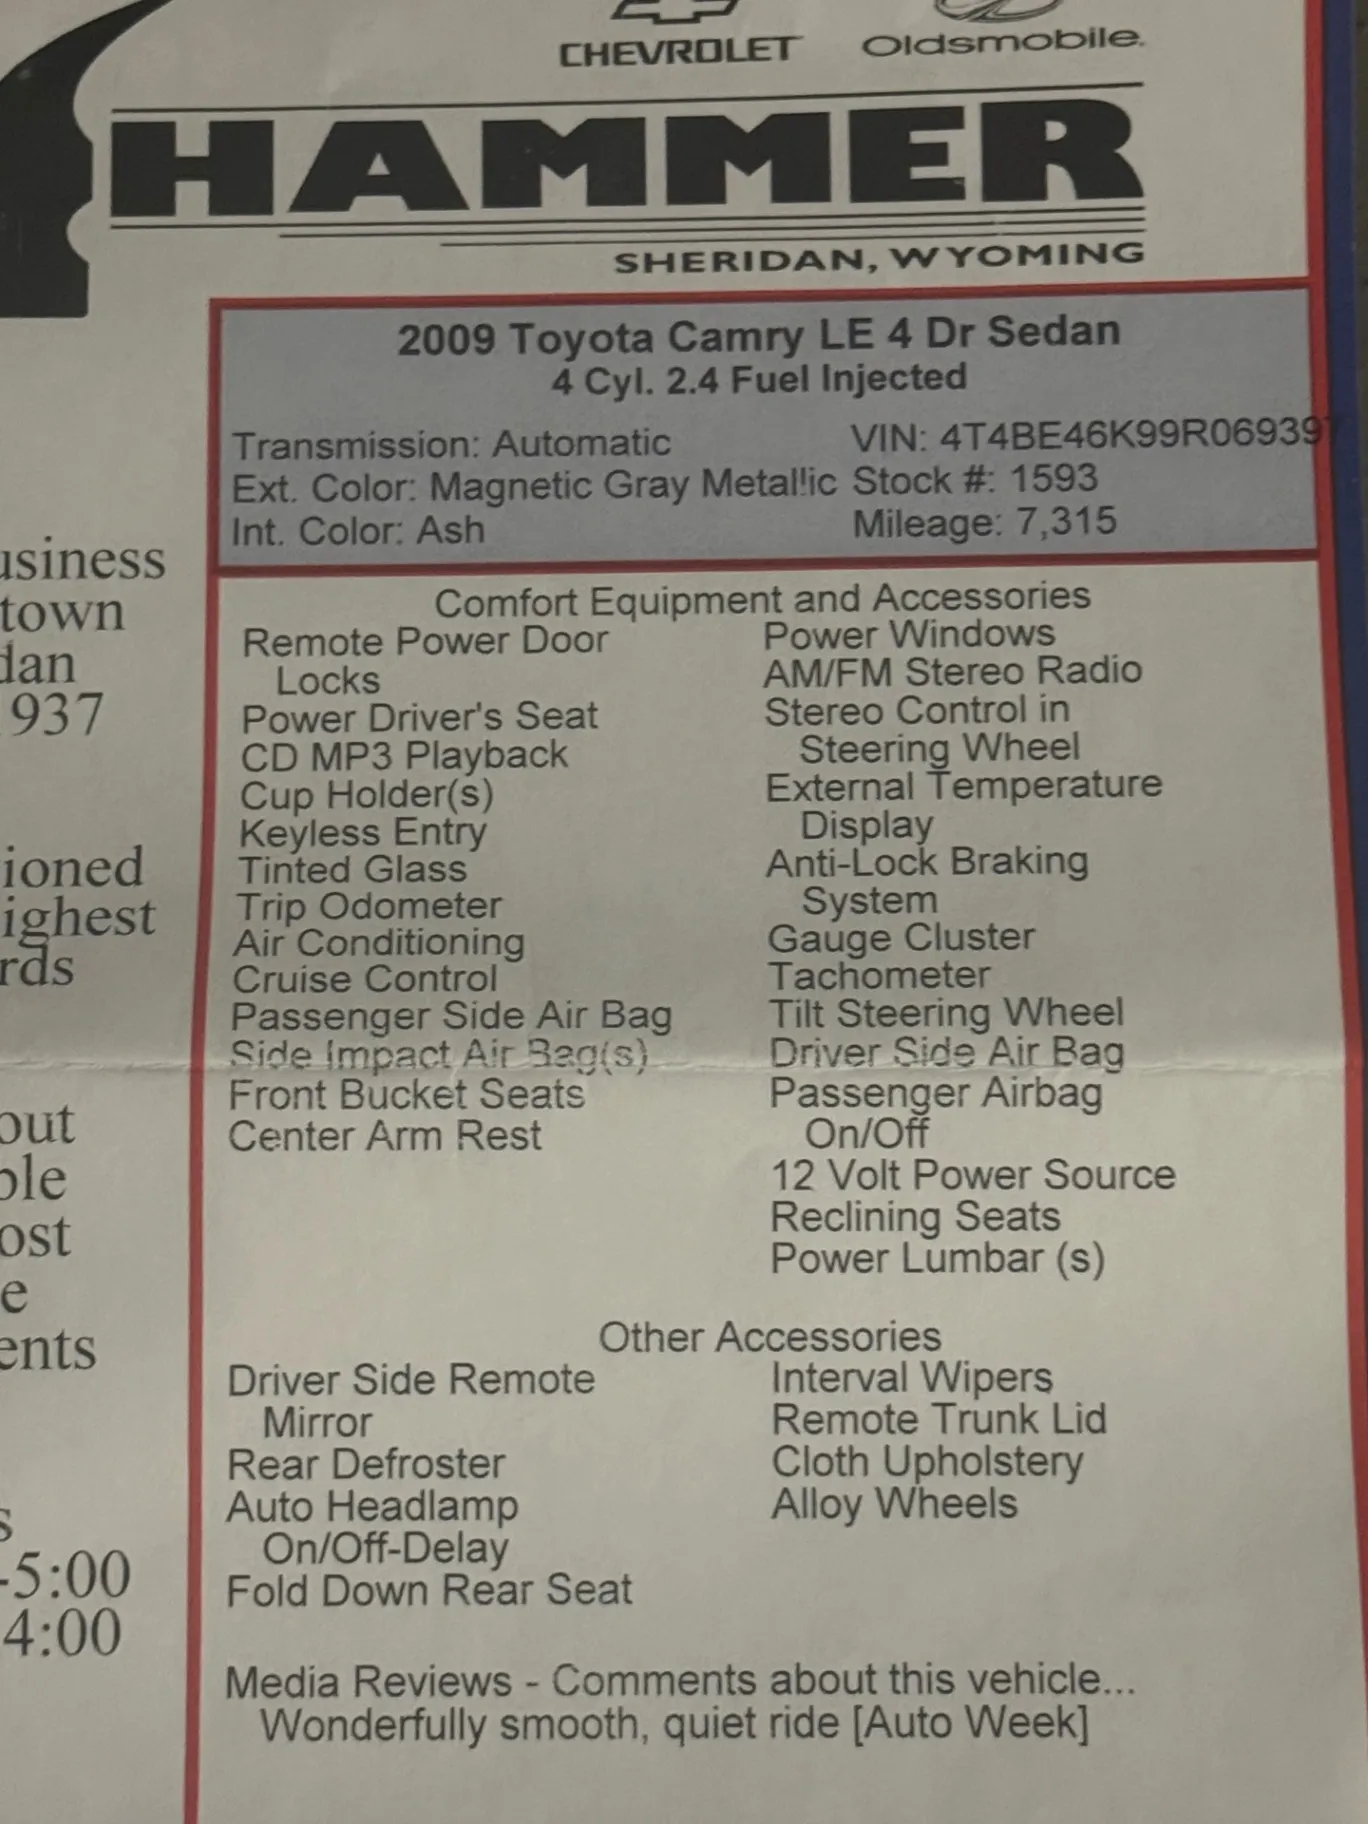 CHEVROLET
Oldsmobile.
HAMMER
SHERIDAN, WYOMING
2009 Toyota Camry LE 4 Dr Sedan
4 Cyl. 2.4 Fuel Injected
Transmission: Automatic
VIN: 4T4BE46K99R069397
Ext. Color: Magnetic Gray Metallic
Stock #: 1593
Int. Color: Ash
Mileage: 7,315
usiness
town
dan
937
ioned
ighest
rds
out
ble
ost
e
ents
s
-5:00
4:00
Comfort Equipment and Accessories
Remote Power Door
Locks
Power Driver's Seat
CD MP3 Playback
Cup Holder(s)
Keyless Entry
Tinted Glass
Trip Odometer
Air Conditioning
Cruise Control
Passenger Side Air Bag
Side Impact Air Bag(s)
Front Bucket Seats
Center Arm Rest
Power Windows
AM/FM Stereo Radio
Stereo Control in
Steering Wheel
External Temperature
Display
Anti-Lock Braking
System
Gauge Cluster
Tachometer
Tilt Steering Wheel
Driver Side Air Bag
Passenger Airbag
On/Off
12 Volt Power Source
Reclining Seats
Power Lumbar (s)
Other Accessories
Driver Side Remote
Mirror
Rear Defroster
Auto Headlamp
On/Off-Delay
Fold Down Rear Seat
Interval Wipers
Remote Trunk Lid
Cloth Upholstery
Alloy Wheels
Media Reviews - Comments about this vehicle...
Wonderfully smooth, quiet ride [Auto Week]